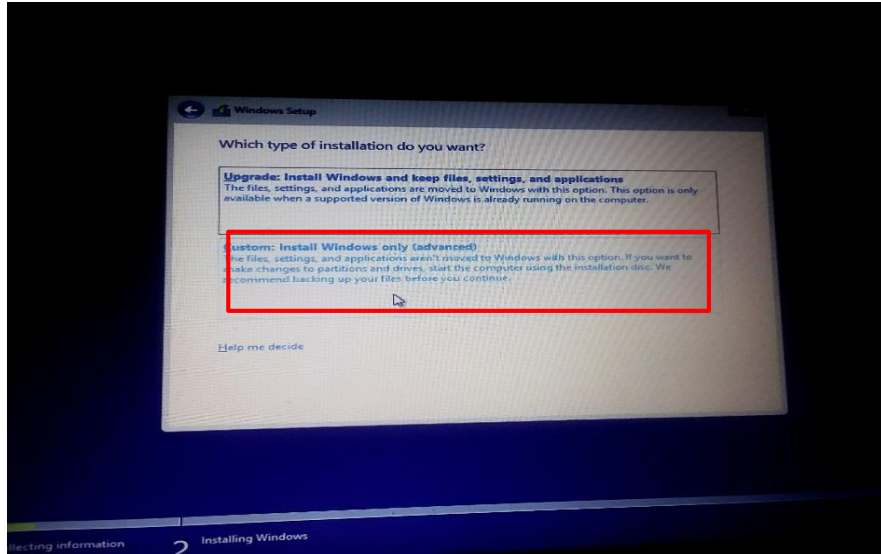 Windows Setup
Which type of installation do you want?
Upgrade: Install Windows and keep files, settings, and applications
The files, settings, and applications are moved to Windows with this option. This option is only
available when a supported version of Windows is already running on the computer.
Custom: Install Windows only (advanced)
The files, settings, and applications aren't moved to Windows with this option. If you want to
make changes to partitions and drives, start the computer using the installation disc. We
recommend backing up your files before you continue.
Help me decide
llecting information
2 Installing Windows